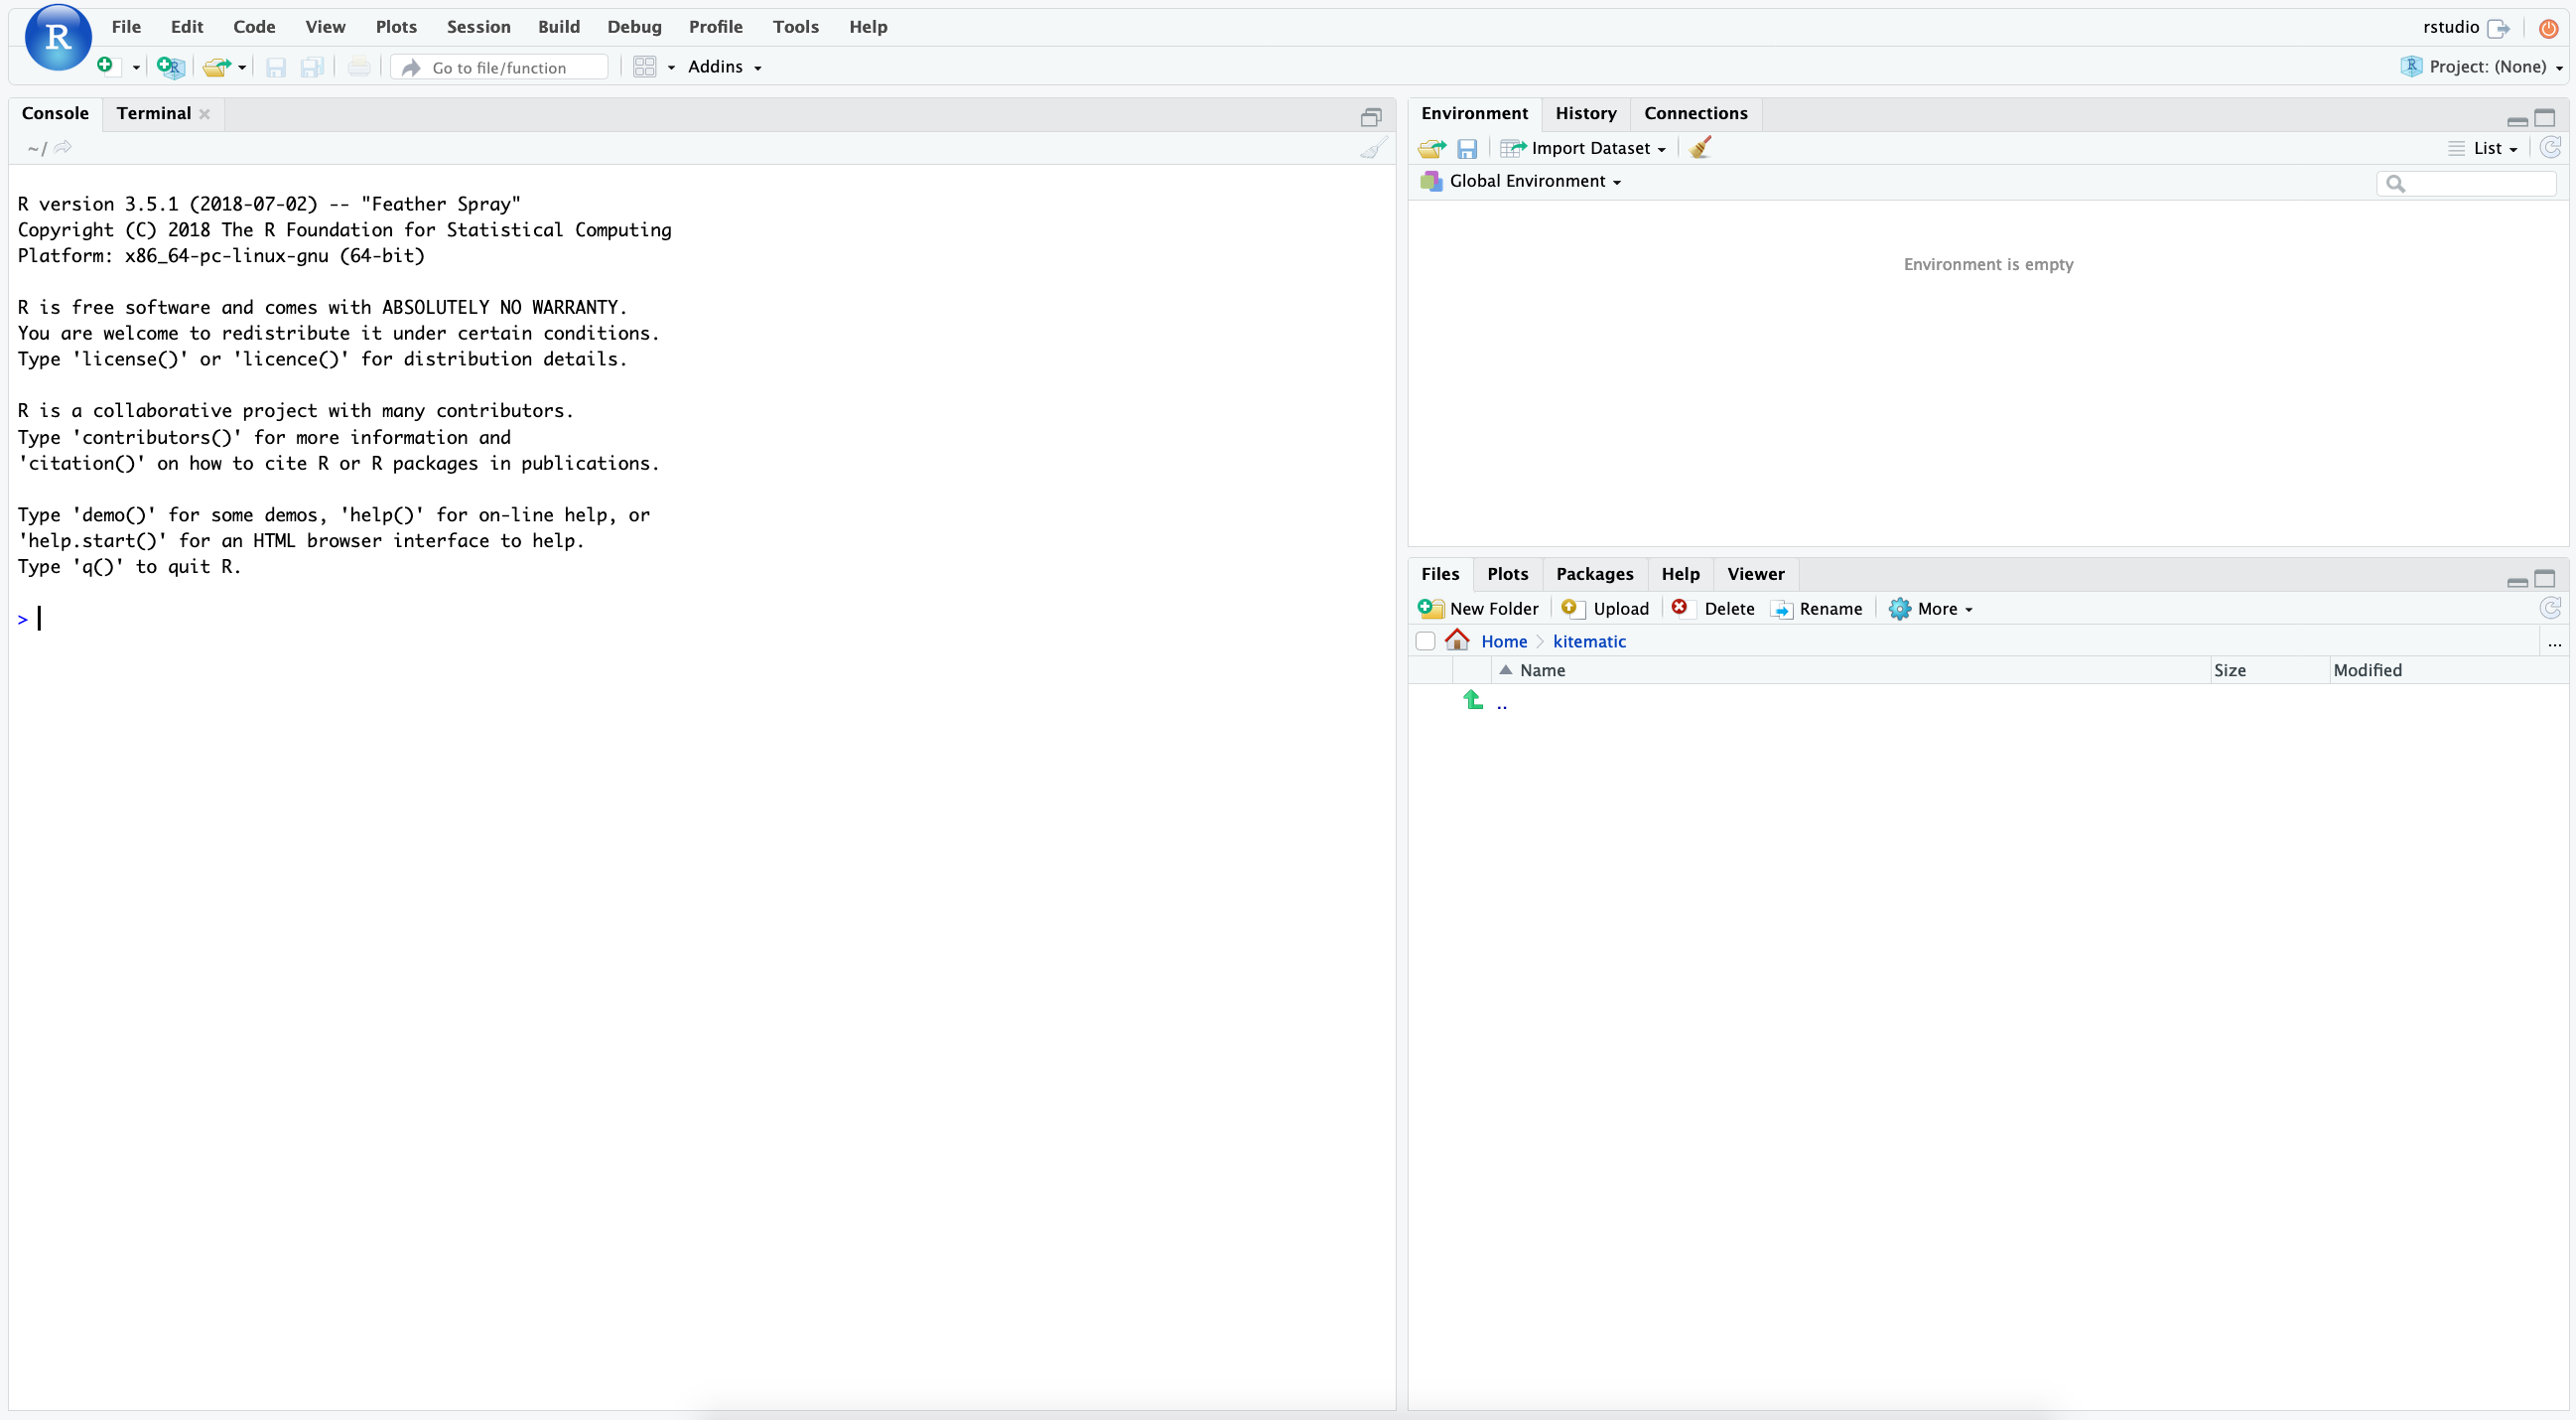 R
File Edit Code View Plots Session Build Debug Profile Tools Help
rstudio
Go to file/function
Addins
Project: (None)
Console Terminal
~/
R version 3.5.1 (2018-07-02) -- "Feather Spray"
Copyright (C) 2018 The R Foundation for Statistical Computing
Platform: x86_64-pc-linux-gnu (64-bit)
R is free software and comes with ABSOLUTELY NO WARRANTY.
You are welcome to redistribute it under certain conditions.
Type 'license()' or 'licence()' for distribution details.
R is a collaborative project with many contributors.
Type 'contributors()' for more information and
'citation()' on how to cite R or R packages in publications.
Type 'demo()' for some demos, 'help()' for on-line help, or
'help.start()' for an HTML browser interface to help.
Type 'q()' to quit R.
>
Environment History Connections
Import Dataset
List
Global Environment
Environment is empty
Files Plots Packages Help Viewer
New Folder Upload Delete Rename More
Home kitematic
...
Name Size Modified
..